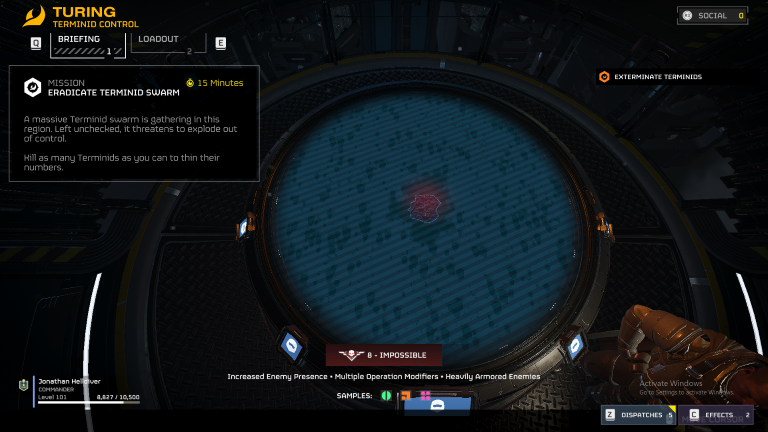 TURING
TERMINID CONTROL
SOCIAL 0
Q BRIEFING 1 LOADOUT 2 E
MISSION 15 Minutes
ERADICATE TERMINID SWARM
A massive Terminid swarm is gathering in this
region. Left unchecked, it threatens to explode out
of control.
Kill as many Terminids as you can to thin their
numbers.
EXTERMINATE TERMINIDS
8 - IMPOSSIBLE
Increased Enemy Presence • Multiple Operation Modifiers • Heavily Armored Enemies
SAMPLES:
Jonathan Helldiver
COMMANDER
Level 101 8,827 / 10,500
Activate Windows
Go to Settings to activate Windows.
Z DISPATCHES 5 C EFFECTS 2
CURSOR